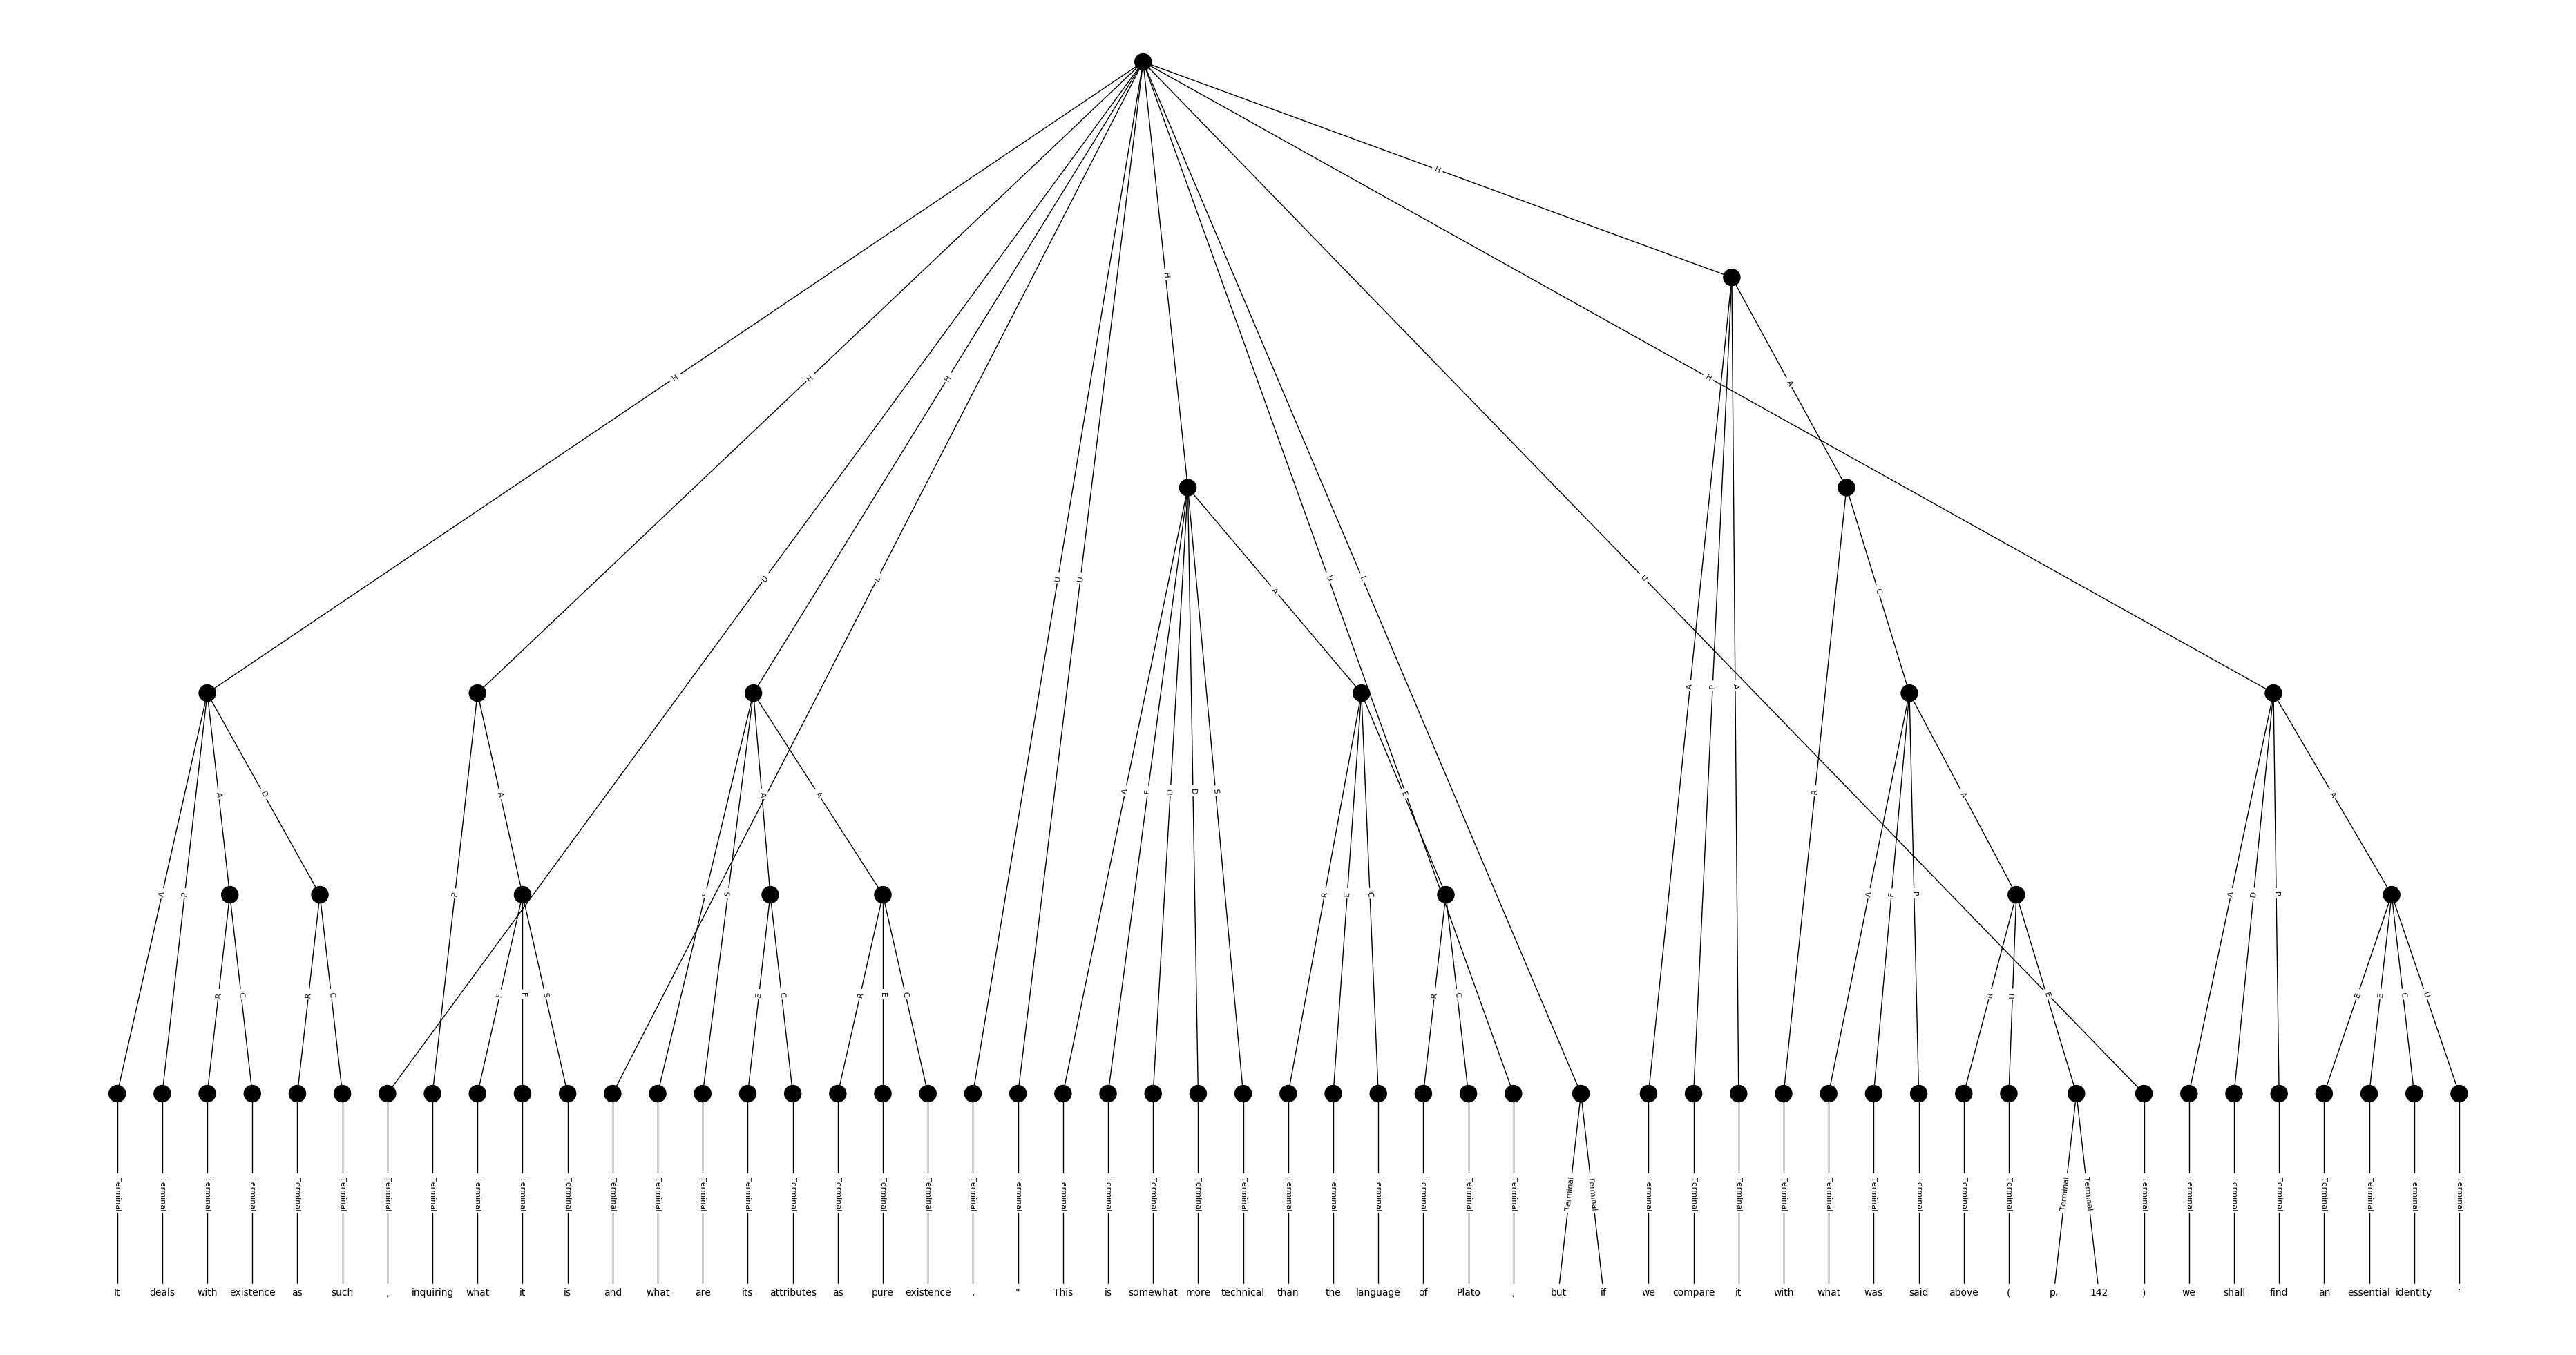 H
H H H H H A
U L U U U L U
A C
A P A
A D A A A F D D S E R A A
A P P F S R E C A F P A D P
R C R C F F S E C R E C R C R U E E E C U
Terminal Terminal Terminal Terminal Terminal Terminal Terminal Terminal Terminal Terminal Terminal Terminal Terminal Terminal Terminal Terminal Terminal Terminal Terminal Terminal Terminal Terminal Terminal Terminal Terminal Terminal Terminal Terminal Terminal Terminal Terminal Terminal Terminal Terminal Terminal Terminal Terminal Terminal Terminal Terminal Terminal Terminal Terminal Terminal Terminal Terminal Terminal Terminal Terminal Terminal Terminal Terminal Terminal
It deals with existence as such , inquiring what it is and what are its attributes as pure existence . " This is somewhat more technical than the language of Plato , but if we compare it with what was said above ( p. 142 ) we shall find an essential identity .